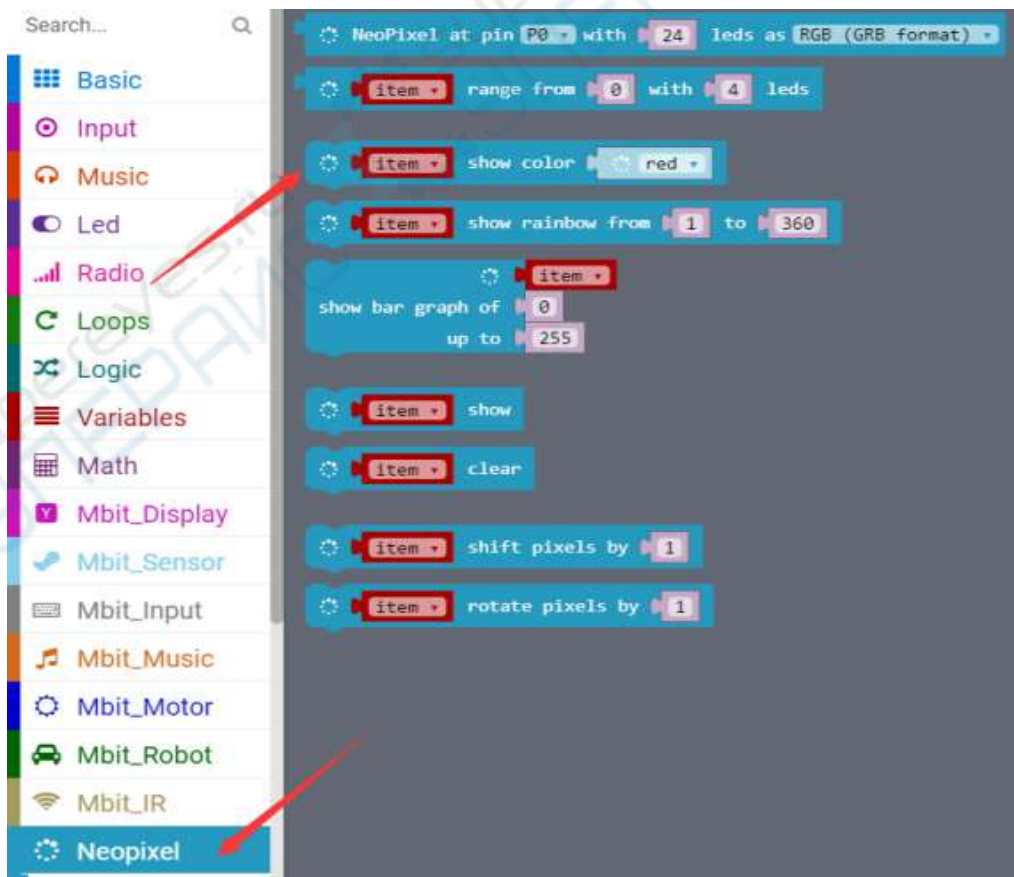 Search...
Basic
Input
Music
Led
Radio
Loops
Logic
Variables
Math
Mbit_Display
Mbit_Sensor
Mbit_Input
Mbit_Music
Mbit_Motor
Mbit_Robot
Mbit_IR
Neopixel
NeoPixel at pin P0 with 24 leds as RGB (GRB format)
item range from 0 with 4 leds
item show color red
item show rainbow from 1 to 360
item
show bar graph of 0
up to 255
item show
item clear
item shift pixels by 1
item rotate pixels by 1